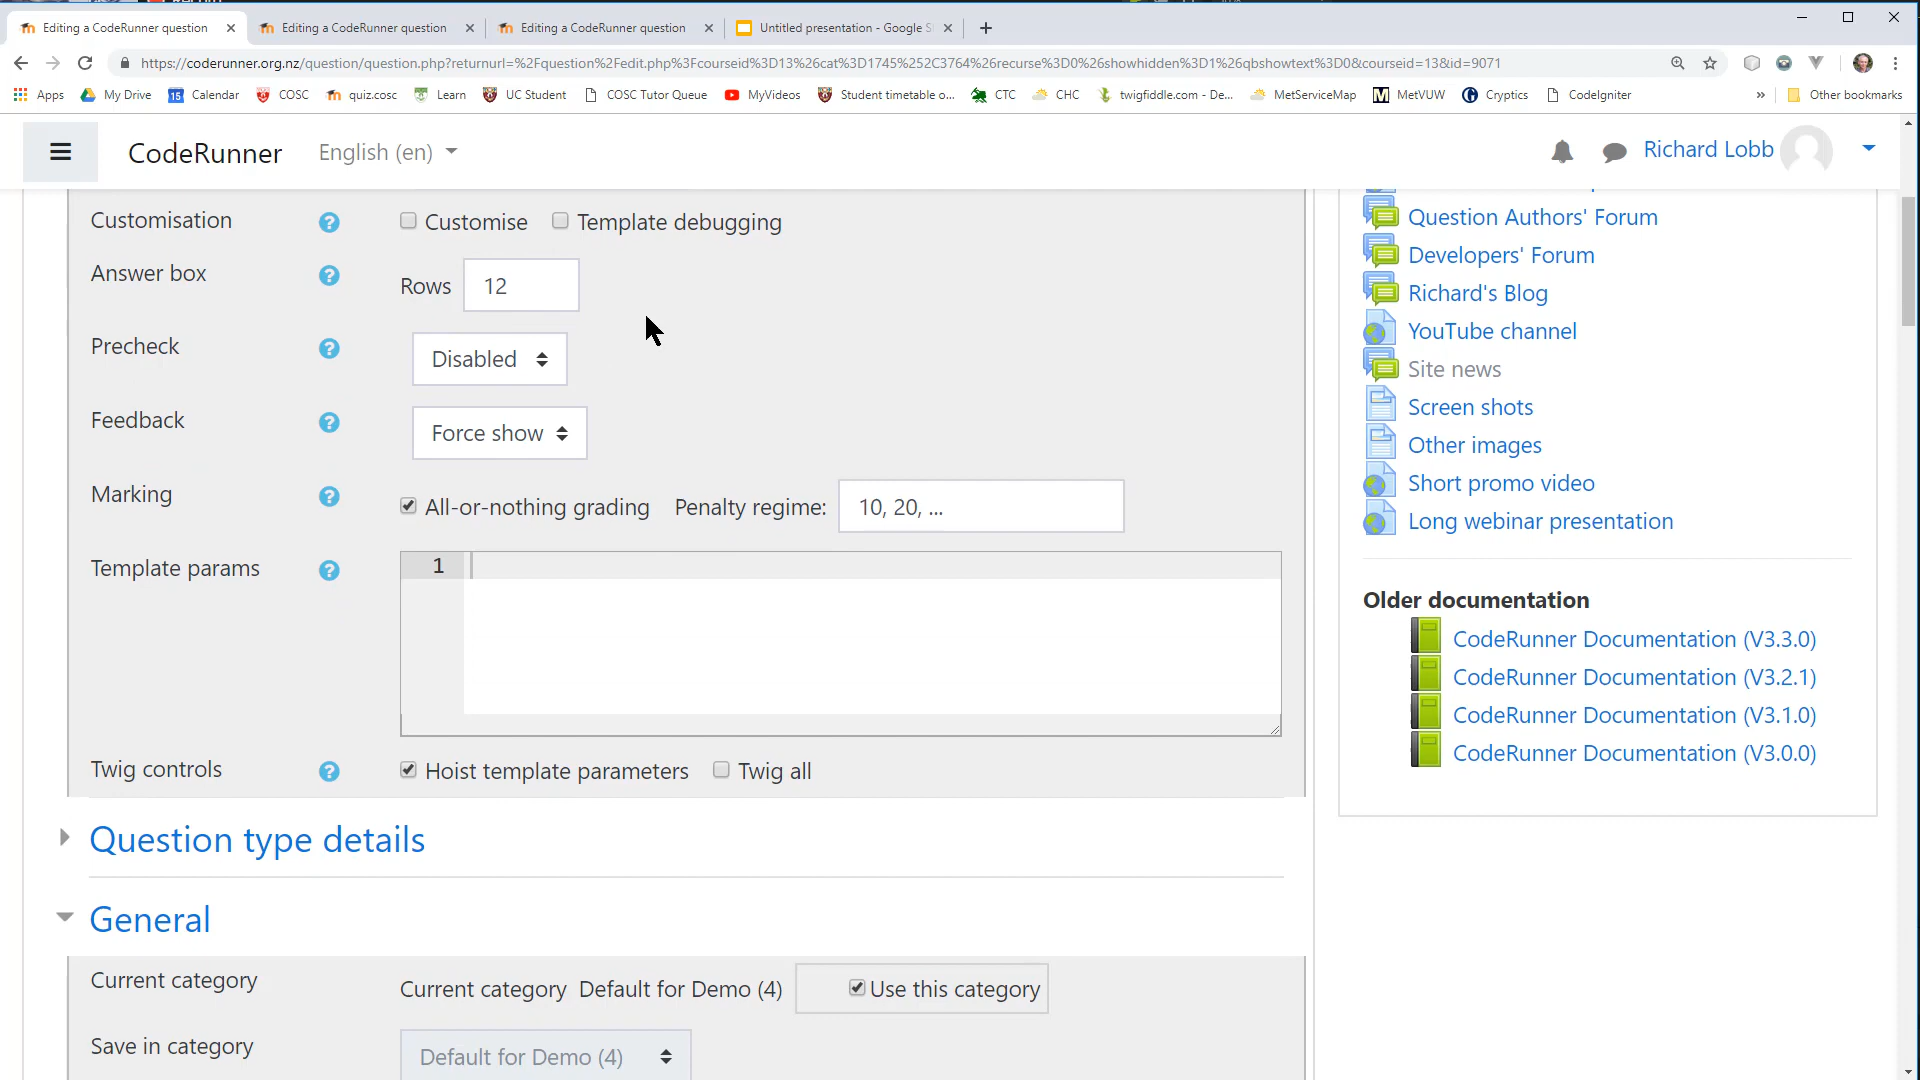 Editing a CodeRunner question
Editing a CodeRunner question
Editing a CodeRunner question
Untitled presentation - Google S
https://coderunner.org.nz/question/question.php?returnurl=%2Fquestion%2Fedit.php%3Fcourseid%3D13%26cat%3D1745%252C3764%26recurse%3D0%26showhidden%3D1%26qbshowtext%3D0&courseid=13&id=9071
Apps My Drive 15 Calendar COSC quiz.cosc Learn UC Student COSC Tutor Queue MyVideos Student timetable o... CTC CHC twigfiddle.com - De... MetServiceMap MetVUW Cryptics CodeIgniter » Other bookmarks
CodeRunner English (en) Richard Lobb
Customisation ? Customise Template debugging
Answer box ? Rows 12
Precheck ? Disabled
Feedback ? Force show
Marking ? All-or-nothing grading Penalty regime: 10, 20, ...
Template params ? 1
Twig controls ? Hoist template parameters Twig all
Question type details
General
Current category Current category Default for Demo (4) Use this category
Save in category Default for Demo (4)
Question Authors' Forum
Developers' Forum
Richard's Blog
YouTube channel
Site news
Screen shots
Other images
Short promo video
Long webinar presentation
Older documentation
CodeRunner Documentation (V3.3.0)
CodeRunner Documentation (V3.2.1)
CodeRunner Documentation (V3.1.0)
CodeRunner Documentation (V3.0.0)